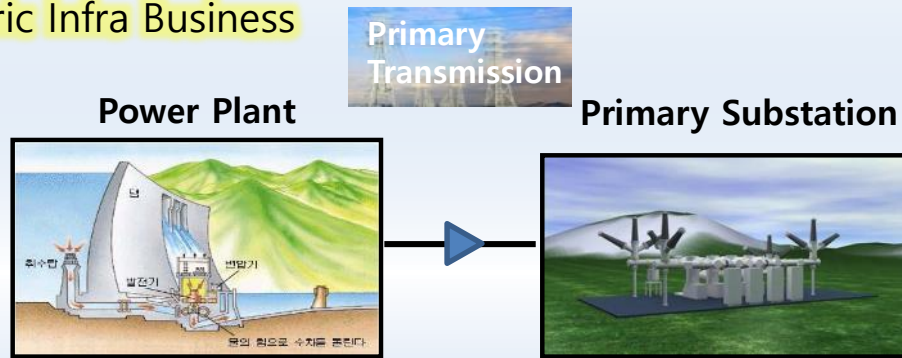 ric Infra Business
Primary
Transmission
Power Plant
Primary Substation
댐
취수탑
발전기
변압기
물의 힘으로 수차를 돌린다